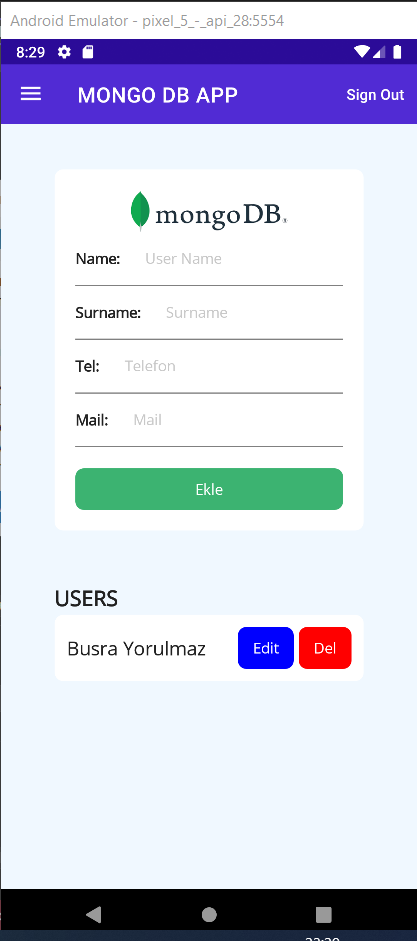 Android Emulator - pixel_5_-_api_28:5554
8:29
MONGO DB APP
Sign Out
mongoDB®
Name: User Name
Surname: Surname
Tel: Telefon
Mail: Mail
Ekle
USERS
Busra Yorulmaz
Edit
Del